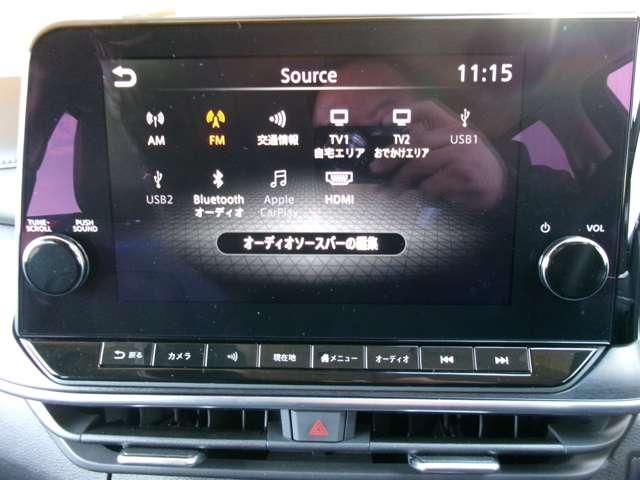 Source
11:15
AM
FM
交通情報
TV1
自宅エリア
TV2
おでかけエリア
USB1
USB2
Bluetooth
オーディオ
Apple
CarPlay
HDMI
オーディオソースバーの編集
TUNE-
SCROLL
PUSH
SOUND
VOL
戻る
カメラ
現在地
メニュー
オーディオ